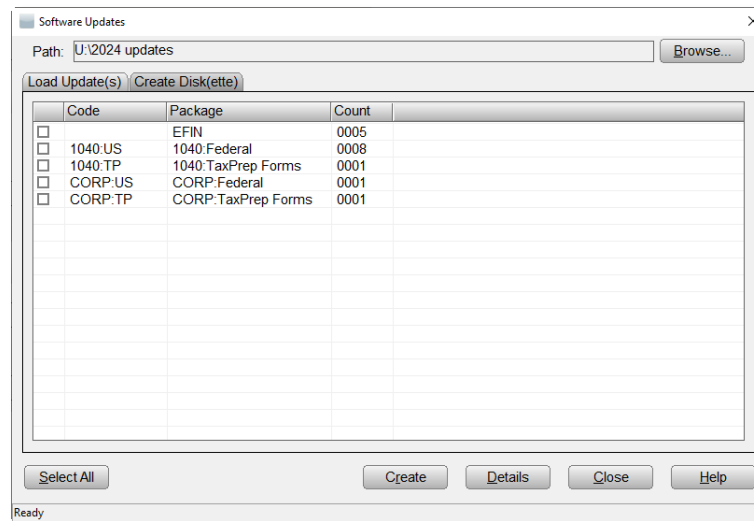 Software Updates
Path: U:\2024 updates Browse...
Load Update(s) Create Disk(ette)
Code Package Count
EFIN 0005
1040:US 1040:Federal 0008
1040:TP 1040:TaxPrep Forms 0001
CORP:US CORP:Federal 0001
CORP:TP CORP:TaxPrep Forms 0001
Select All Create Details Close Help
Ready